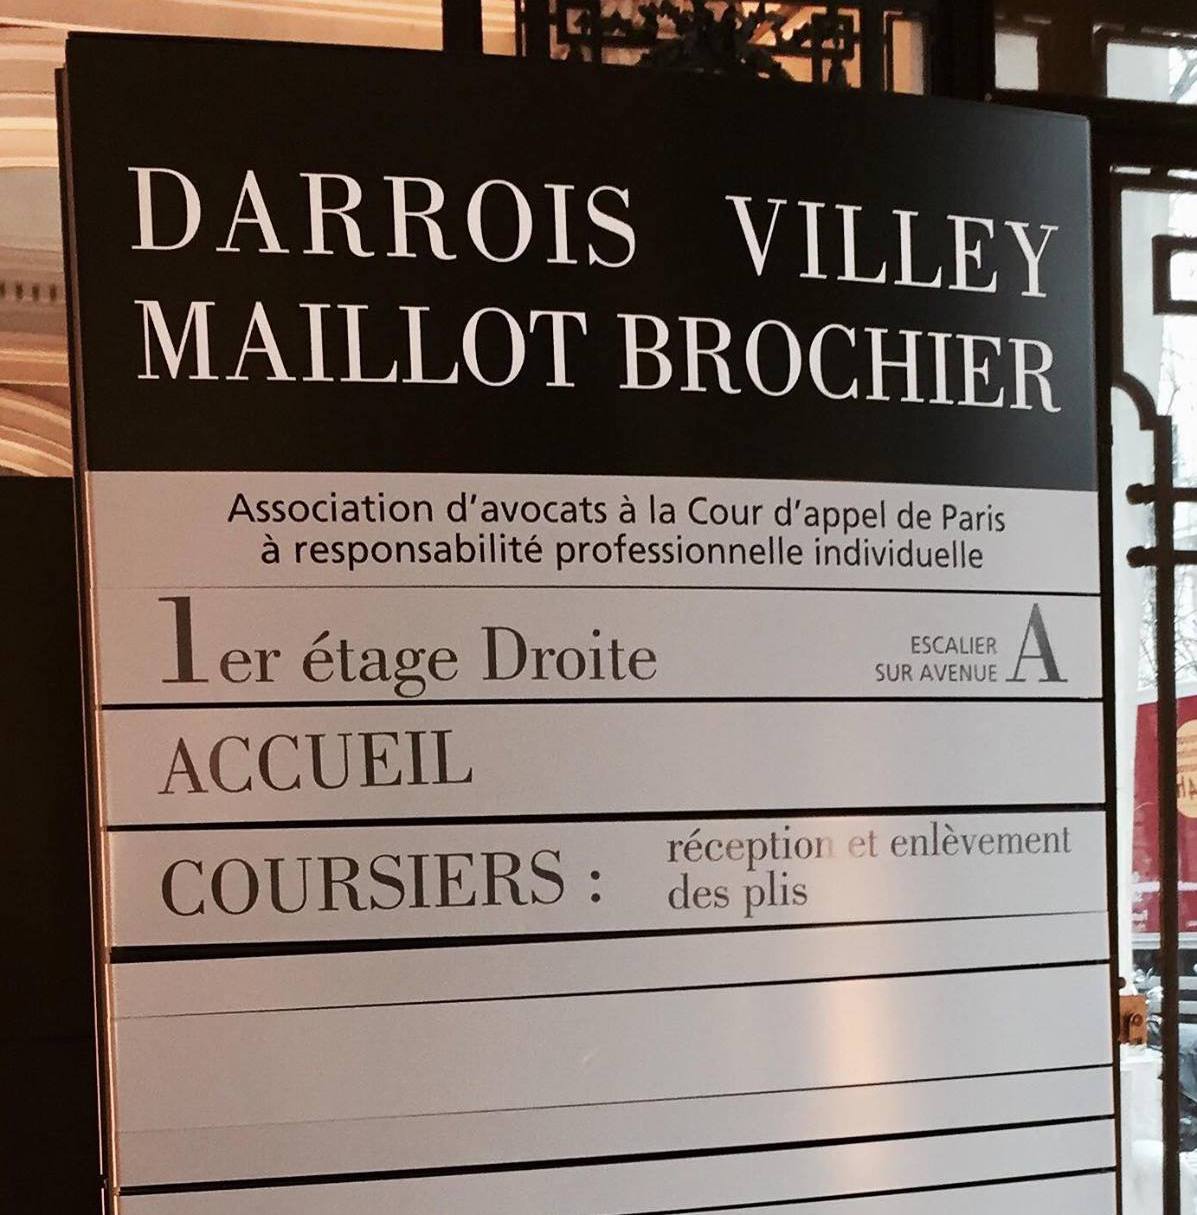 DARROIS VILLEY
MAILLOT BROCHIER
Association d'avocats à la Cour d'appel de Paris
à responsabilité professionnelle individuelle
1er étage Droite
ESCALIER
SUR AVENUE A
ACCUEIL
COURSIERS : réception et enlèvement
des plis